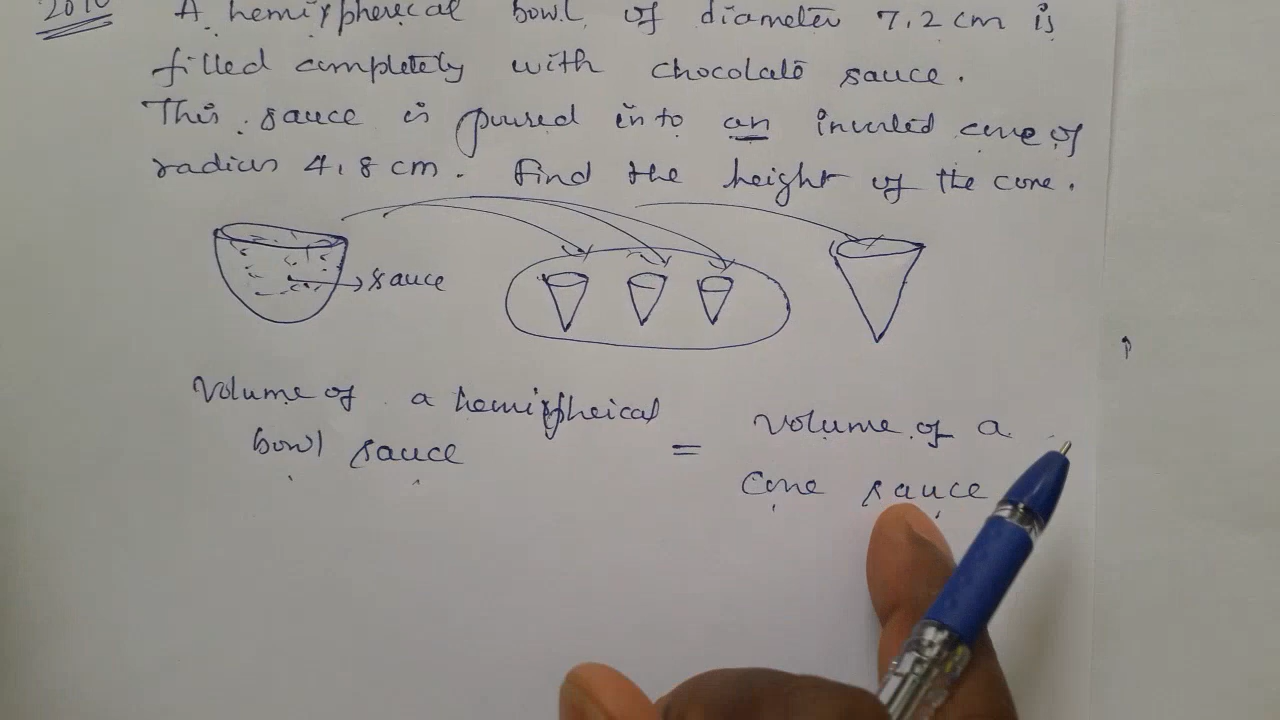 2010
A hemispherical bowl of diameter 7.2 cm is
filled completely with chocolate sauce.
This sauce is poured into an inverted cone of
radius 4.8 cm. Find the height of the cone.
sauce
Volume of a hemispheical
bowl sauce
=
Volume of a
Cone sauce